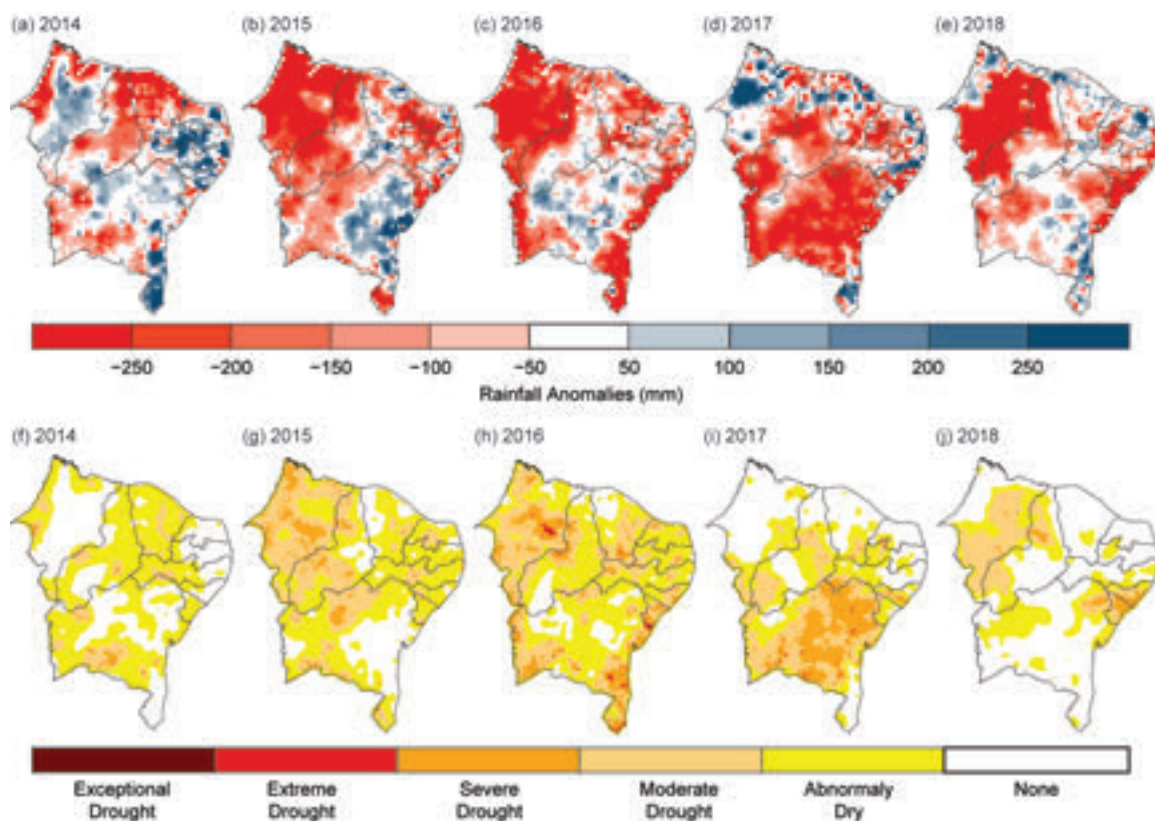 (a) 2014 (b) 2015 (c) 2016 (d) 2017 (e) 2018
−250 −200 −150 −100 −50 50 100 150 200 250
Rainfall Anomalies (mm)
(f) 2014 (g) 2015 (h) 2016 (i) 2017 (j) 2018
Exceptional Extreme Severe Moderate Abnormaly None
Drought Drought Drought Drought Dry